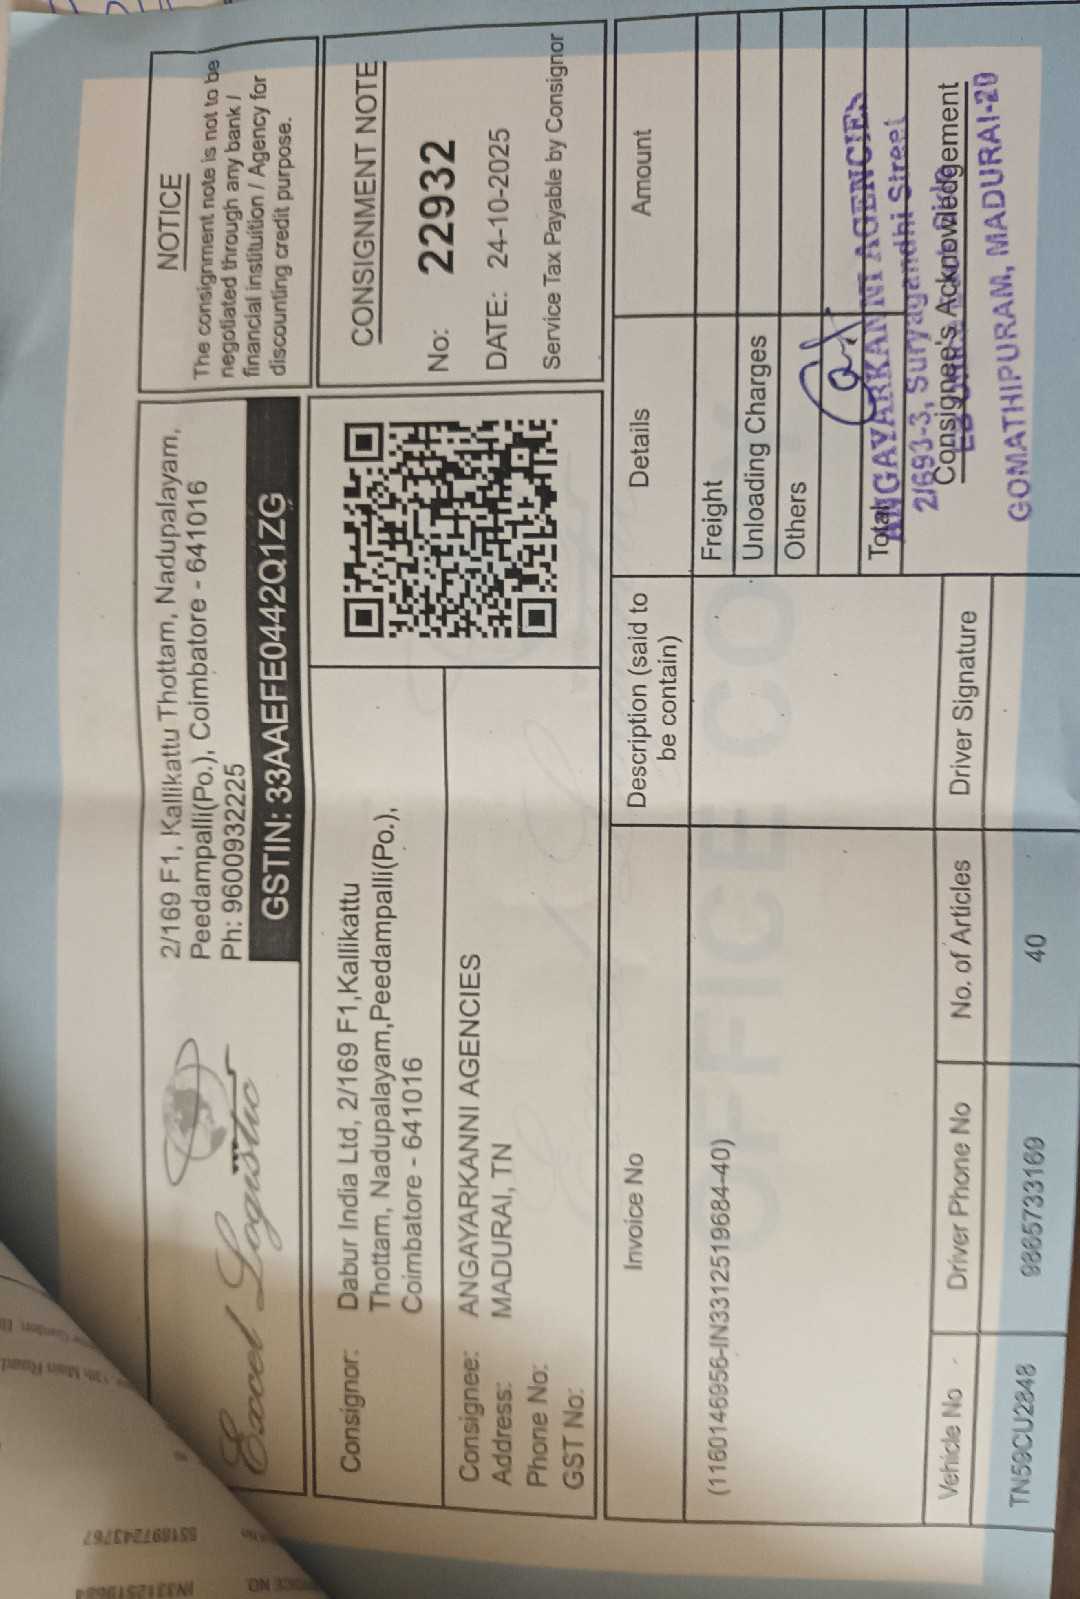 Excel Logistic
2/169 F1, Kallikattu Thottam, Nadupalayam,
Peedampalli(Po.), Coimbatore - 641016
Ph: 9600932225
GSTIN: 33AAEFE0442Q1ZG
NOTICE
The consignment note is not to be
negotiated through any bank /
financial instituition / Agency for
discounting credit purpose.
Consignor: Dabur India Ltd, 2/169 F1,Kallikattu
Thottam, Nadupalayam,Peedampalli(Po.),
Coimbatore - 641016
Consignee: ANGAYARKANNI AGENCIES
Address: MADURAI, TN
Phone No:
GST No:
CONSIGNMENT NOTE
No: 22932
DATE: 24-10-2025
Service Tax Payable by Consignor
Invoice No Description (said to be contain) Details Amount
(1160146956-IN3312519684-40)
Freight
Unloading Charges
Others
Total
OFFICE COPY
Vehicle No Driver Phone No No. of Articles Driver Signature
TN59CU2848 9865733169 40
Consignee's Acknowledgement
ANGAYARKANNI AGENCIES
2/693-3, Suryagandhi Street
GOMATHIPURAM, MADURAI-20
551897243767
IN3312519684